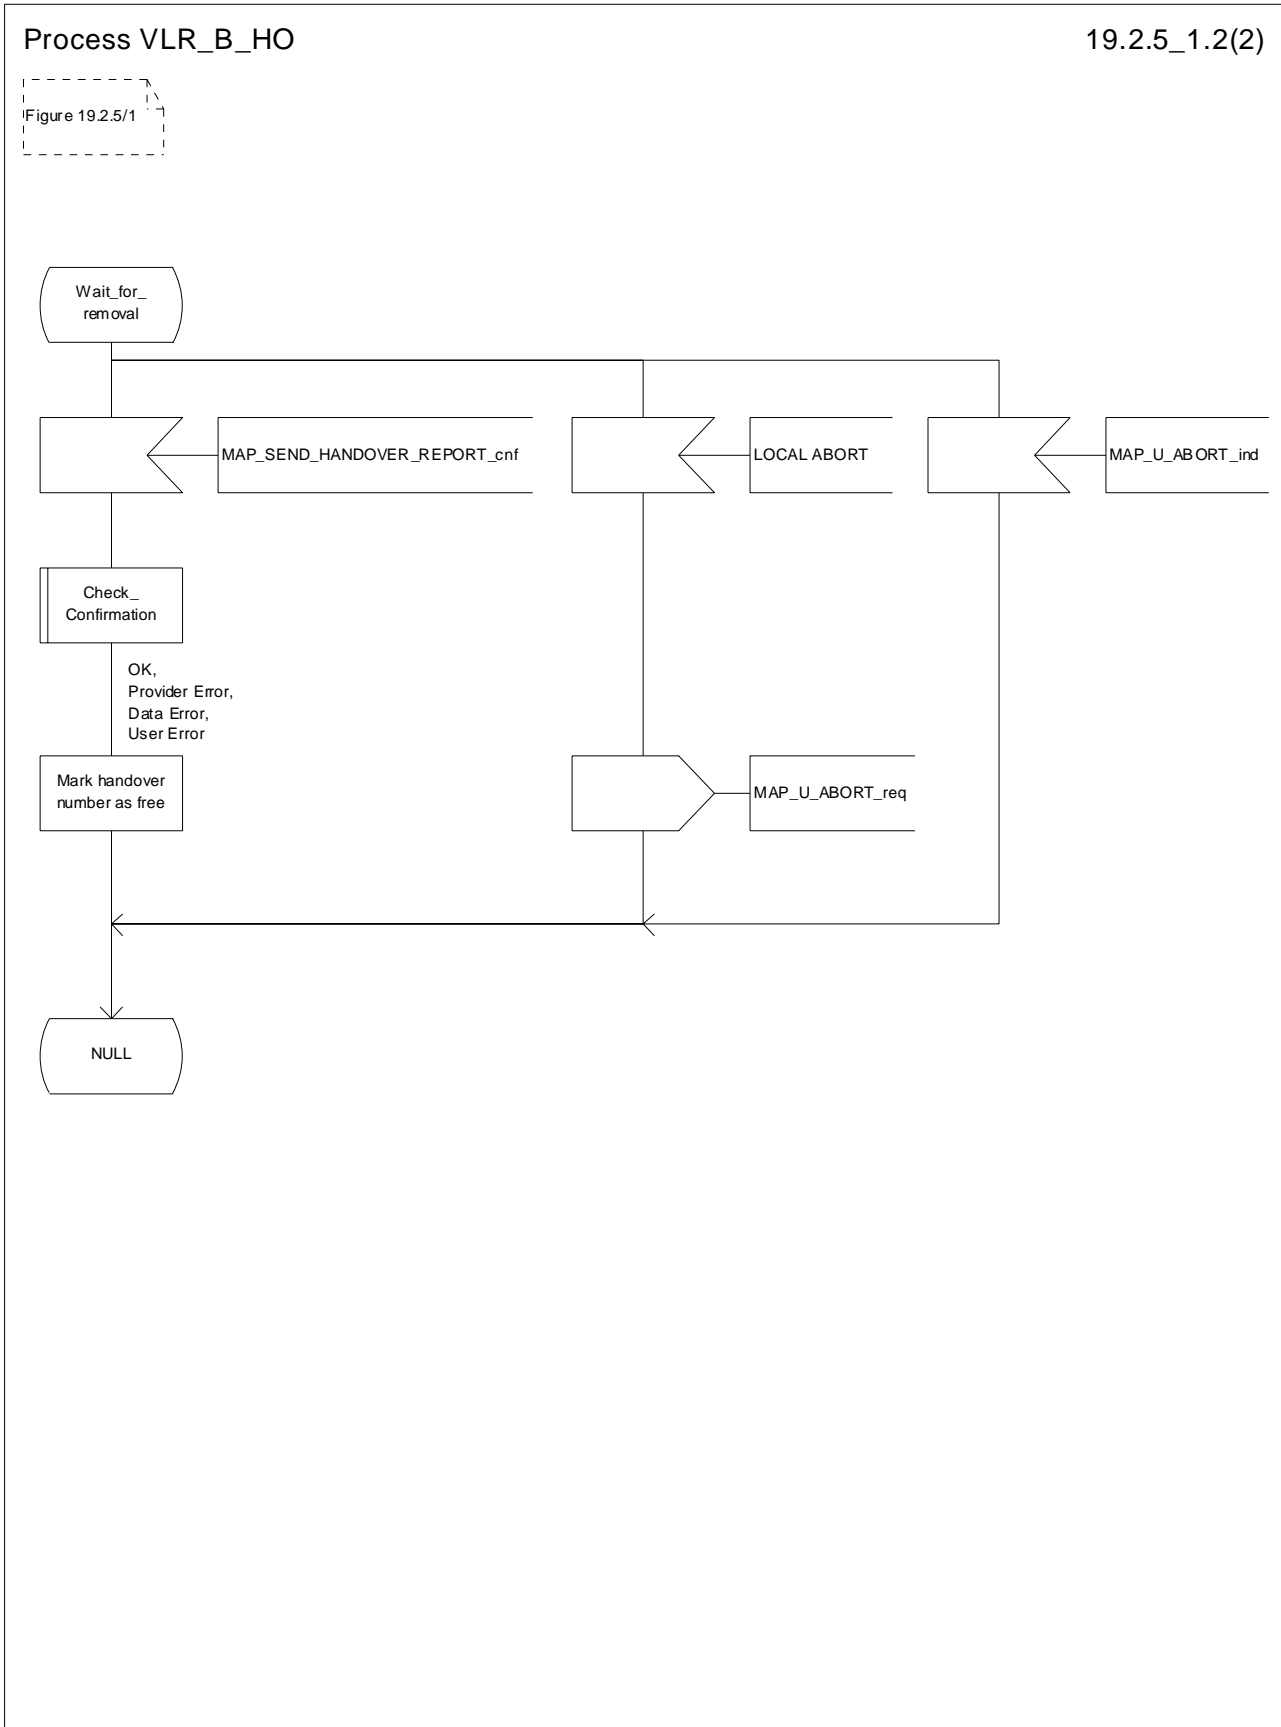 Process VLR_B_HO
19.2.5_1.2(2)
Figure 19.2.5/1
Wait_for_
removal
MAP_SEND_HANDOVER_REPORT_cnf
LOCAL ABORT
MAP_U_ABORT_ind
Check_
Confirmation
OK,
Provider Error,
Data Error,
User Error
Mark handover
number as free
MAP_U_ABORT_req
NULL